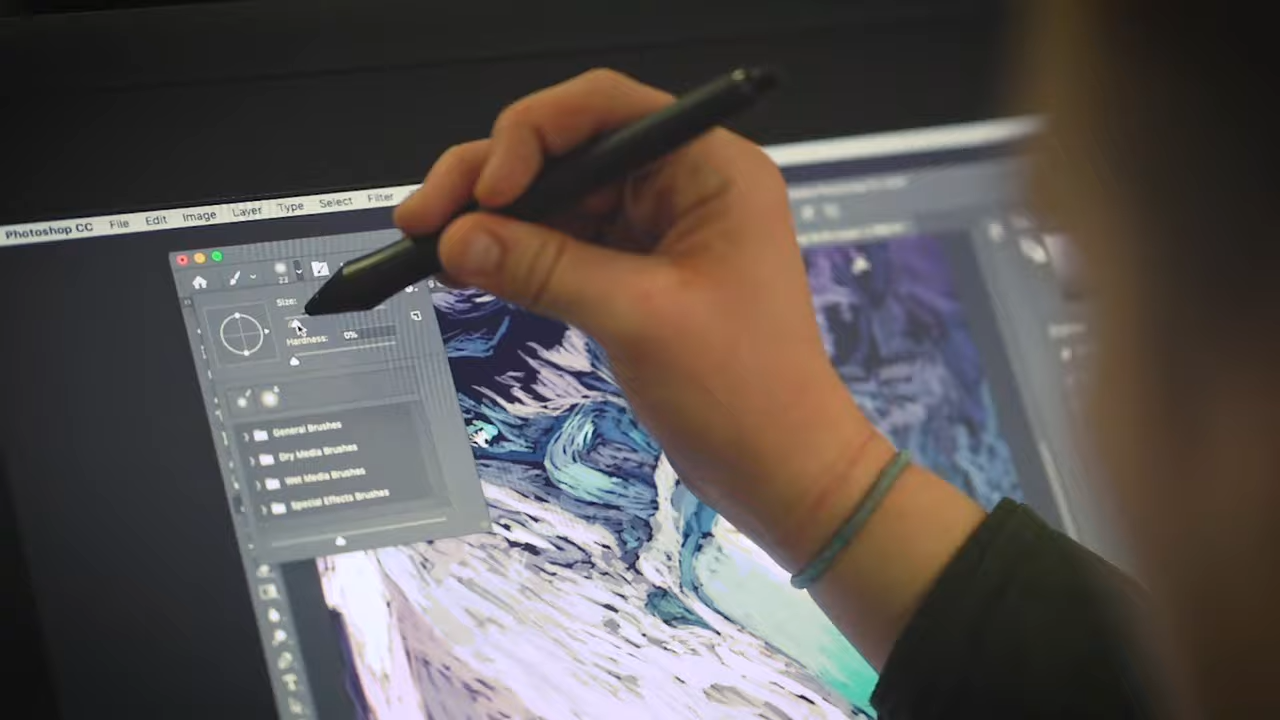 Photoshop CC File Edit Image Layer Type Select Filter
23
Size:
Hardness: 0%
General Brushes
Dry Media Brushes
Wet Media Brushes
Special Effects Brushes